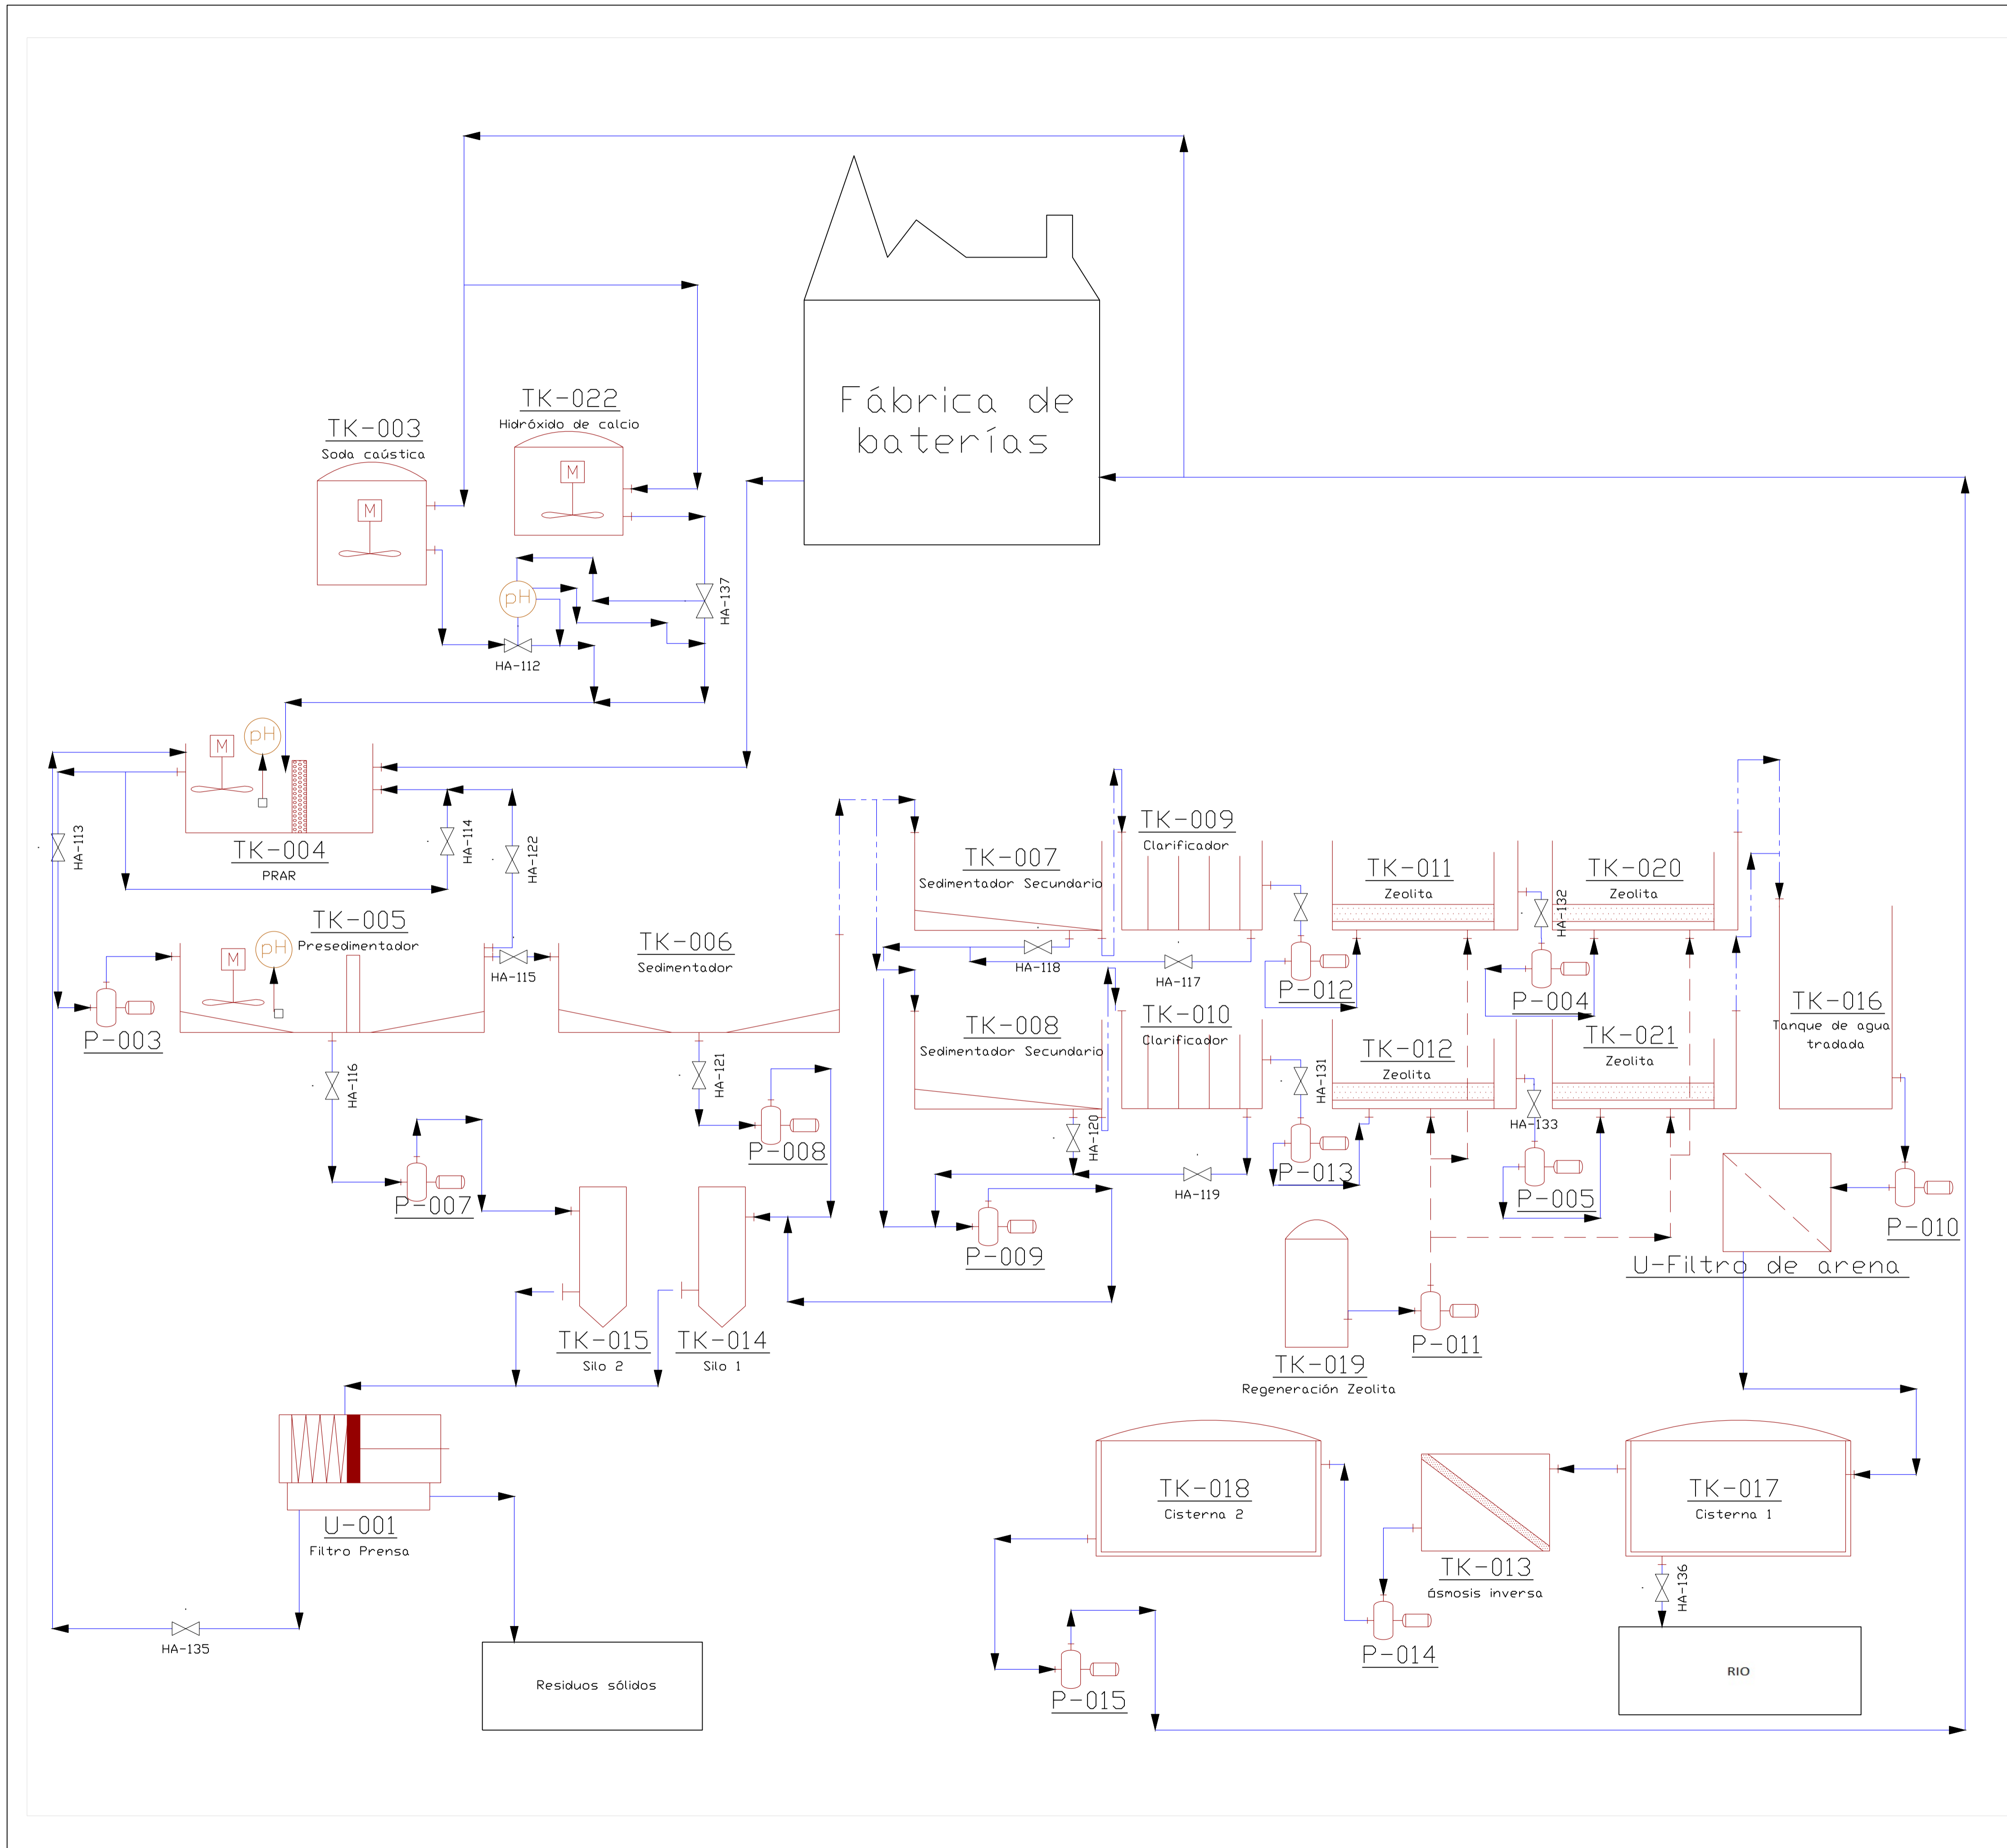 Fábrica de
baterías
TK-022
Hidróxido de calcio
M
TK-003
Soda caústica
M
pH
HA-137
HA-112
pH
M
HA-113
TK-004
PRAR
HA-114
HA-122
TK-005
Presedimentador
pH
M
HA-115
P-003
TK-006
Sedimentador
HA-116
HA-121
P-007
P-008
TK-007
Sedimentador Secundario
TK-009
Clarificador
HA-118
HA-117
TK-008
Sedimentador Secundario
TK-010
Clarificador
HA-120
HA-119
P-009
P-012
HA-131
P-013
TK-011
Zeolita
HA-132
TK-020
Zeolita
P-004
TK-012
Zeolita
HA-133
TK-021
Zeolita
P-005
TK-016
Tanque de agua
tradada
P-010
U-Filtro de arena
TK-015
Silo 2
TK-014
Silo 1
TK-019
Regeneración Zeolita
P-011
U-001
Filtro Prensa
HA-135
Residuos sólidos
TK-018
Cisterna 2
TK-013
ósmosis inversa
TK-017
Cisterna 1
HA-136
P-014
P-015
RIO